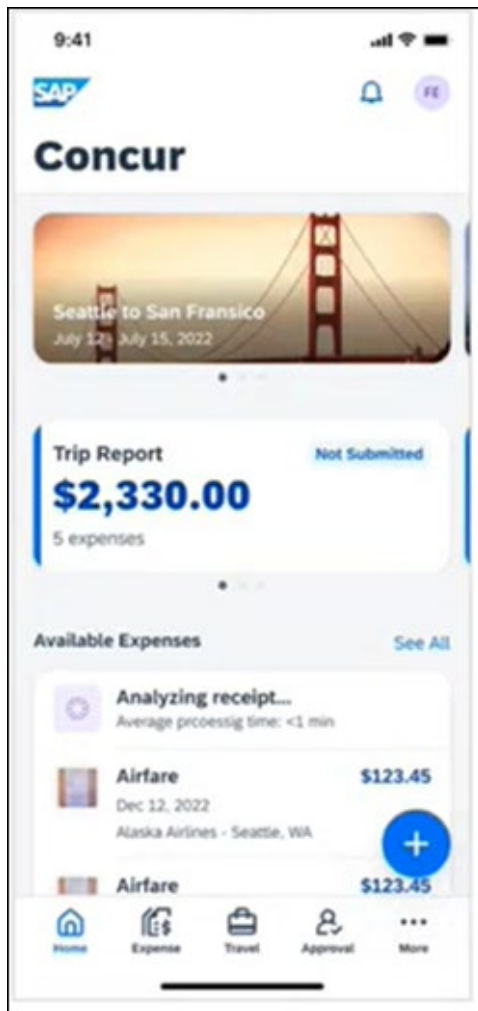 9:41
SAP
FE
Concur
Seattle to San Fransico
July 12 - July 15, 2022
Trip Report
Not Submitted
$2,330.00
5 expenses
Available Expenses
See All
Analyzing receipt...
Average prcoessig time: <1 min
Airfare
$123.45
Dec 12, 2022
Alaska Airlines - Seattle, WA
+
Airfare
$123.45
Home
Expense
Travel
Approval
More